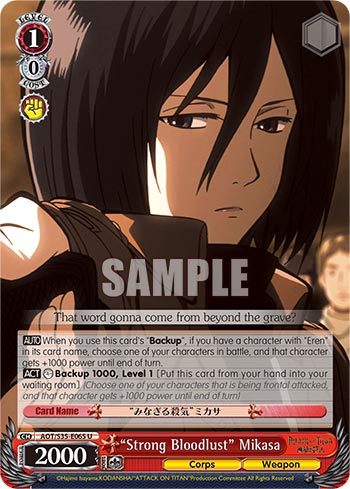 LEVEL
1
0
COST
SAMPLE
That word gonna come from beyond the grave?
AUTO When you use this card's "Backup", if you have a character with "Eren"
in its card name, choose one of your characters in battle, and that character
gets +1000 power until end of turn.
ACT Backup 1000, Level 1 [Put this card from your hand into your
waiting room] (Choose one of your characters that is being frontal attacked,
and that character gets +1000 power until end of turn)
Card Name "みなぎる殺気"ミカサ
CH AOT/S35-E065 U
POWER 2000
"Strong Bloodlust" Mikasa
Corps Weapon
©Hajime Isayama,KODANSHA/"ATTACK ON TITAN"Production Committee. All Rights Reserved.